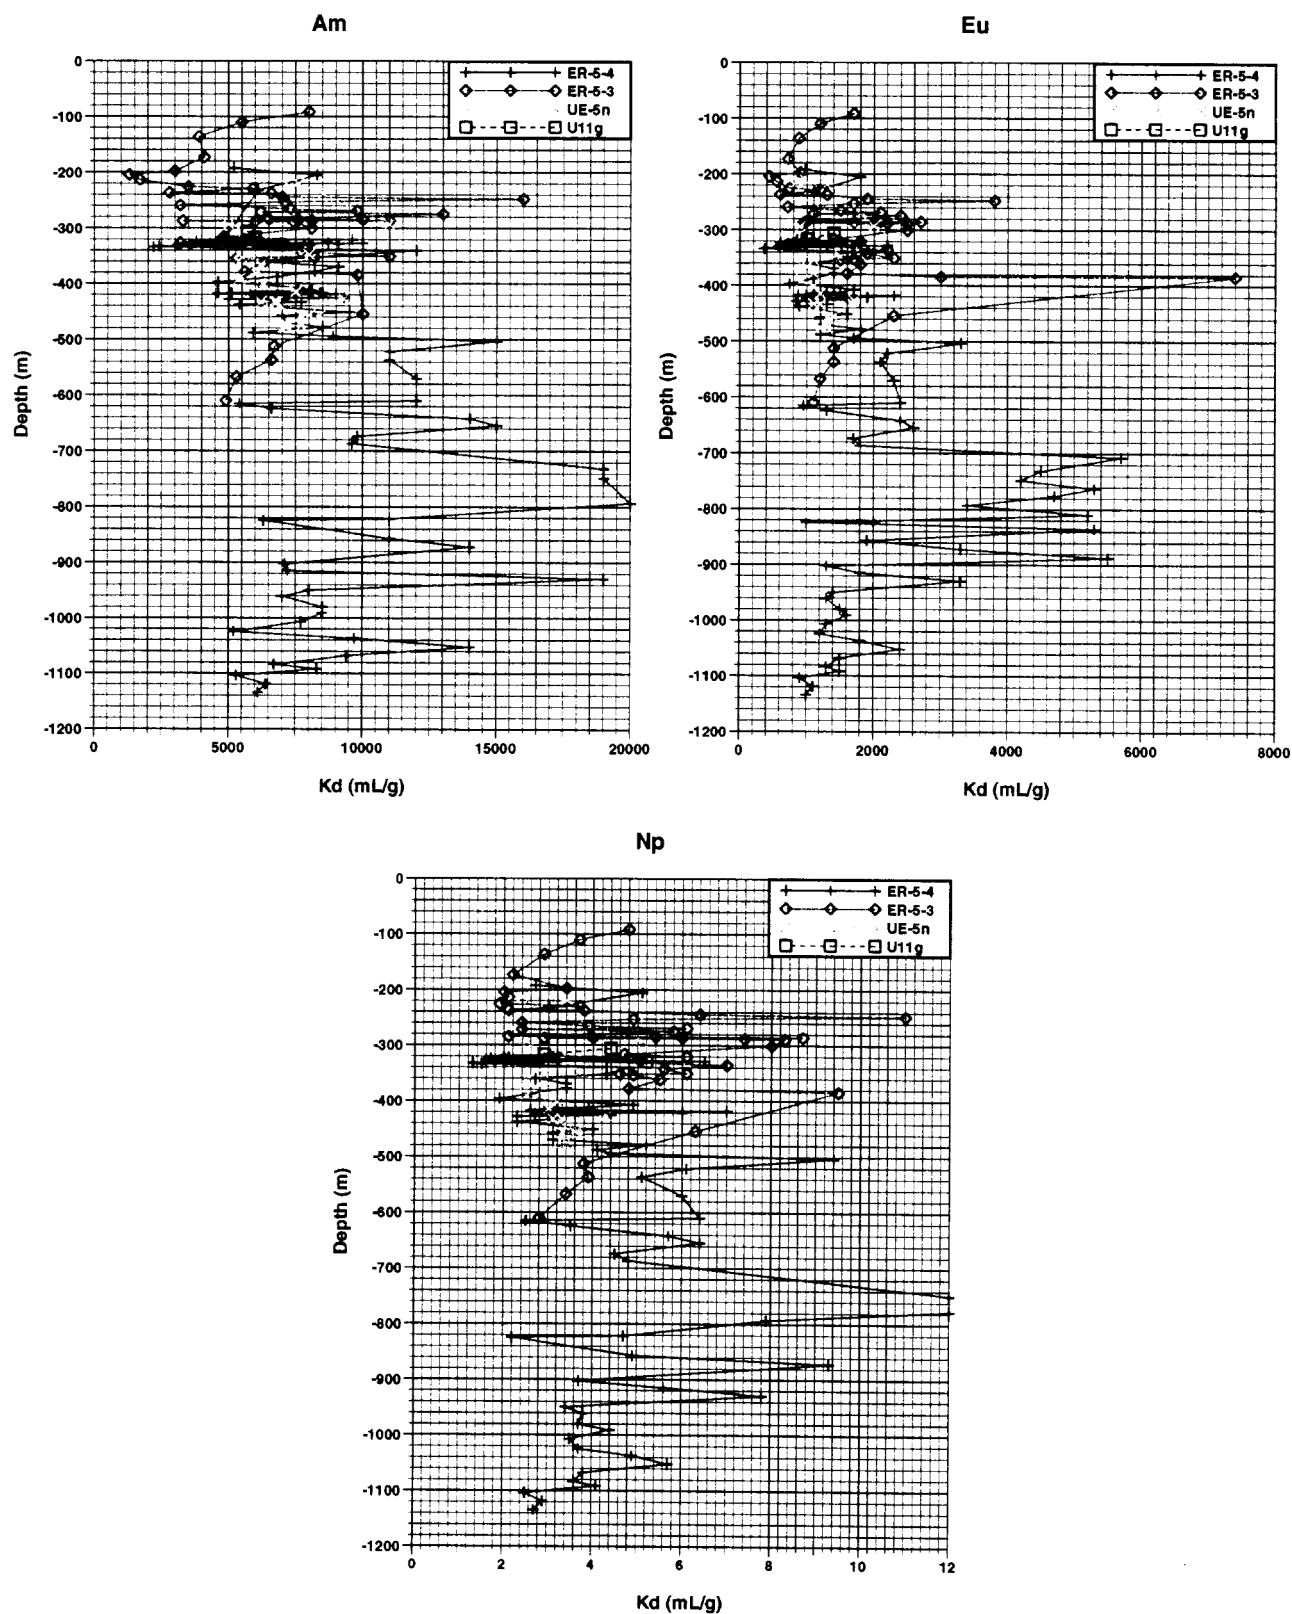 Am
ER-5-4
ER-5-3
UE-5n
U11g
0
-100
-200
-300
-400
-500
-600
-700
-800
-900
-1000
-1100
-1200
Depth (m)
0 5000 10000 15000 20000
Kd (mL/g)
Eu
ER-5-4
ER-5-3
UE-5n
U11g
0
-100
-200
-300
-400
-500
-600
-700
-800
-900
-1000
-1100
-1200
Depth (m)
0 2000 4000 6000 8000
Kd (mL/g)
Np
ER-5-4
ER-5-3
UE-5n
U11g
0
-100
-200
-300
-400
-500
-600
-700
-800
-900
-1000
-1100
-1200
Depth (m)
0 2 4 6 8 10 12
Kd (mL/g)